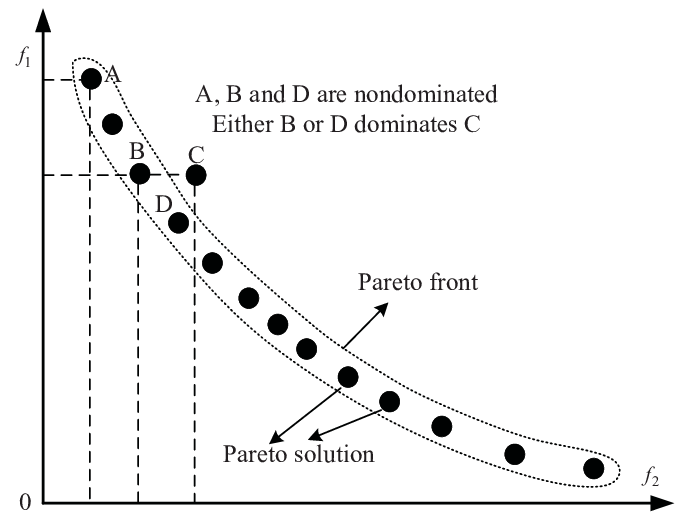 f₁
A
A, B and D are nondominated
Either B or D dominates C
B
C
D
Pareto front
Pareto solution
0
f₂